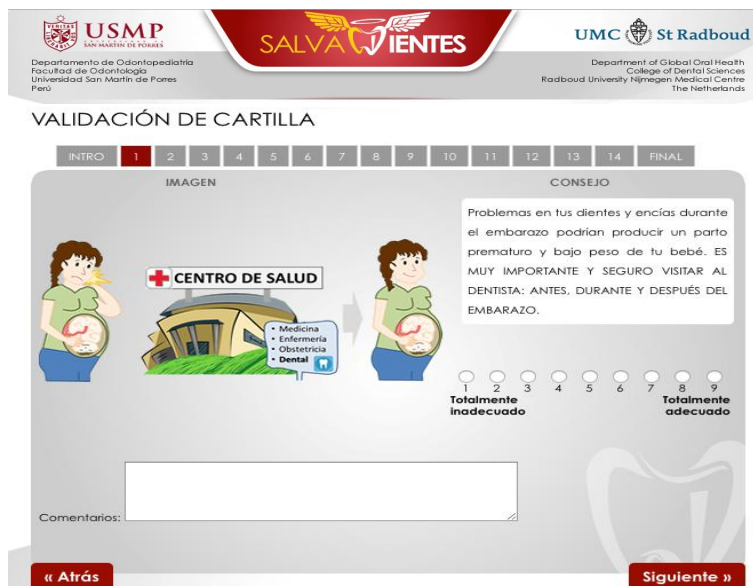 VERITAS
USMP
UNIVERSIDAD DE
SAN MARTIN DE PORRES
SALVA DIENTES
UMC St Radboud
Departamento de Odontopediatría
Facultad de Odontología
Universidad San Martín de Porres
Perú
Department of Global Oral Health
College of Dental Sciences
Radboud University Nijmegen Medical Centre
The Netherlands
VALIDACIÓN DE CARTILLA
INTRO 1 2 3 4 5 6 7 8 9 10 11 12 13 14 FINAL
IMAGEN
CONSEJO
CENTRO DE SALUD
• Medicina
• Enfermería
• Obstetricia
• Dental
Problemas en tus dientes y encías durante
el embarazo podrían producir un parto
prematuro y bajo peso de tu bebé. ES
MUY IMPORTANTE Y SEGURO VISITAR AL
DENTISTA: ANTES, DURANTE Y DESPUÉS DEL
EMBARAZO.
1 2 3 4 5 6 7 8 9
Totalmente
inadecuado
Totalmente
adecuado
Comentarios:
« Atrás
Siguiente »